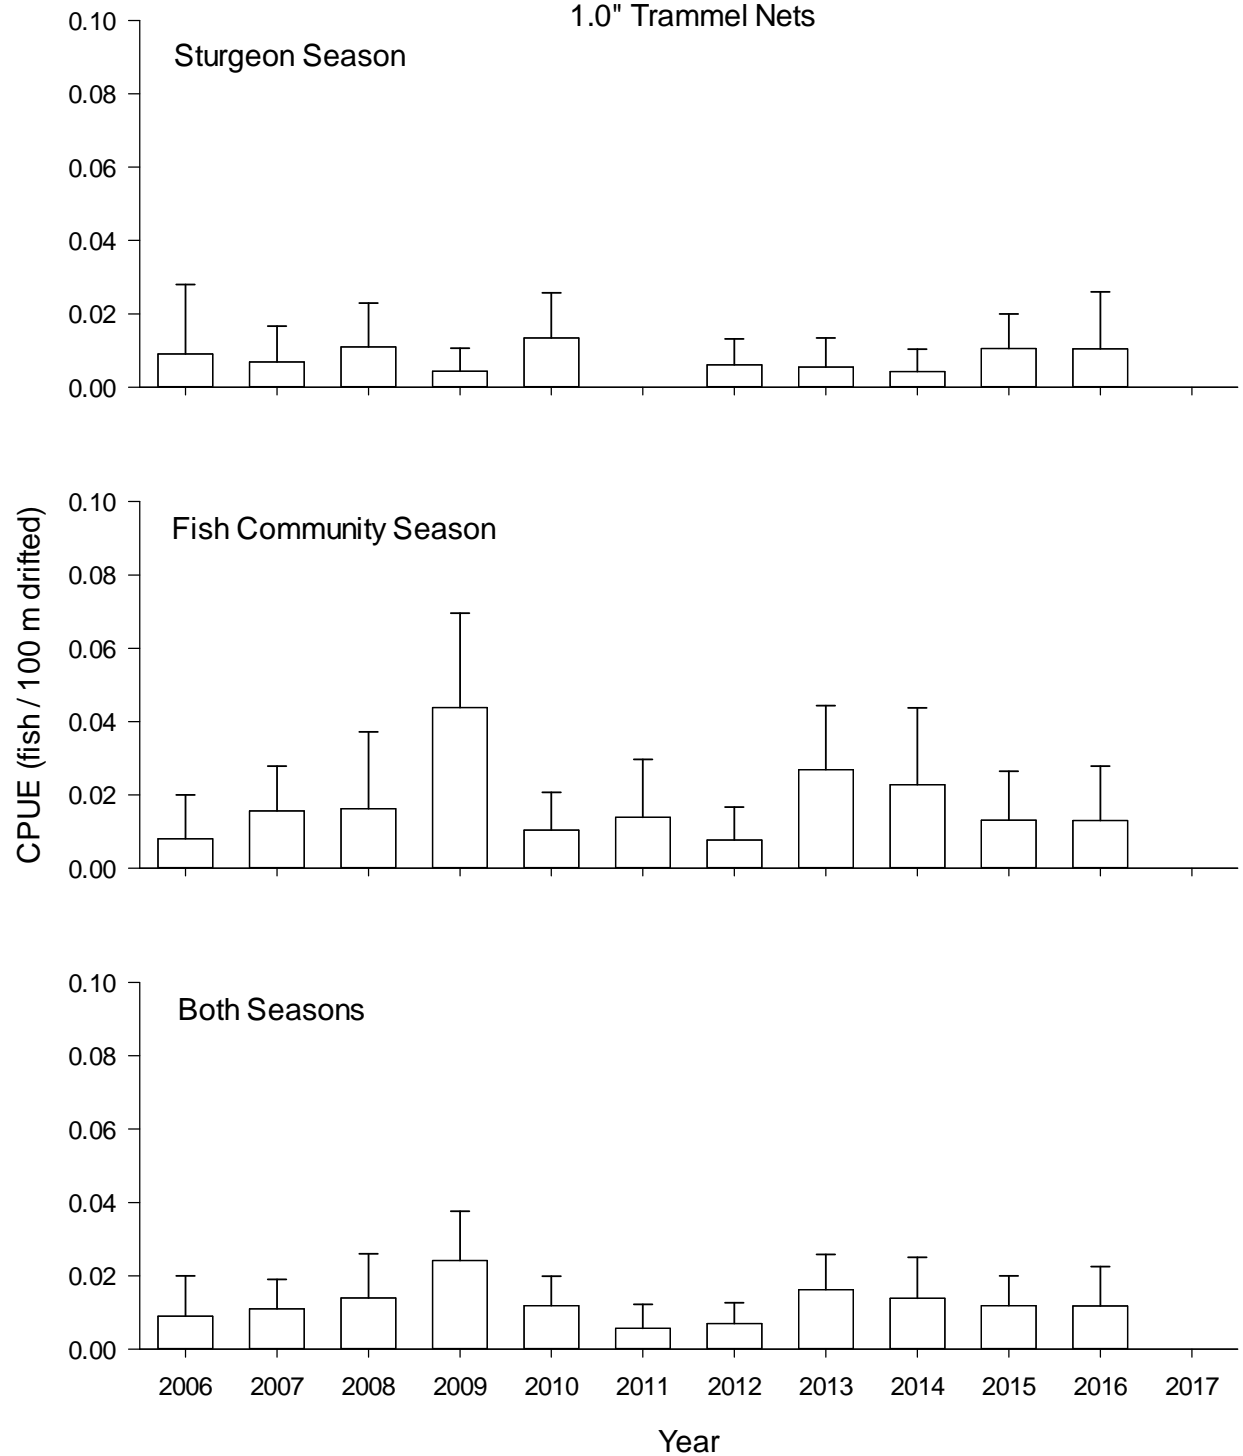 1.0" Trammel Nets
0.10
Sturgeon Season
0.08
0.06
0.04
0.02
0.00
CPUE (fish / 100 m drifted)
0.10
Fish Community Season
0.08
0.06
0.04
0.02
0.00
0.10
Both Seasons
0.08
0.06
0.04
0.02
0.00
2006 2007 2008 2009 2010 2011 2012 2013 2014 2015 2016 2017
Year